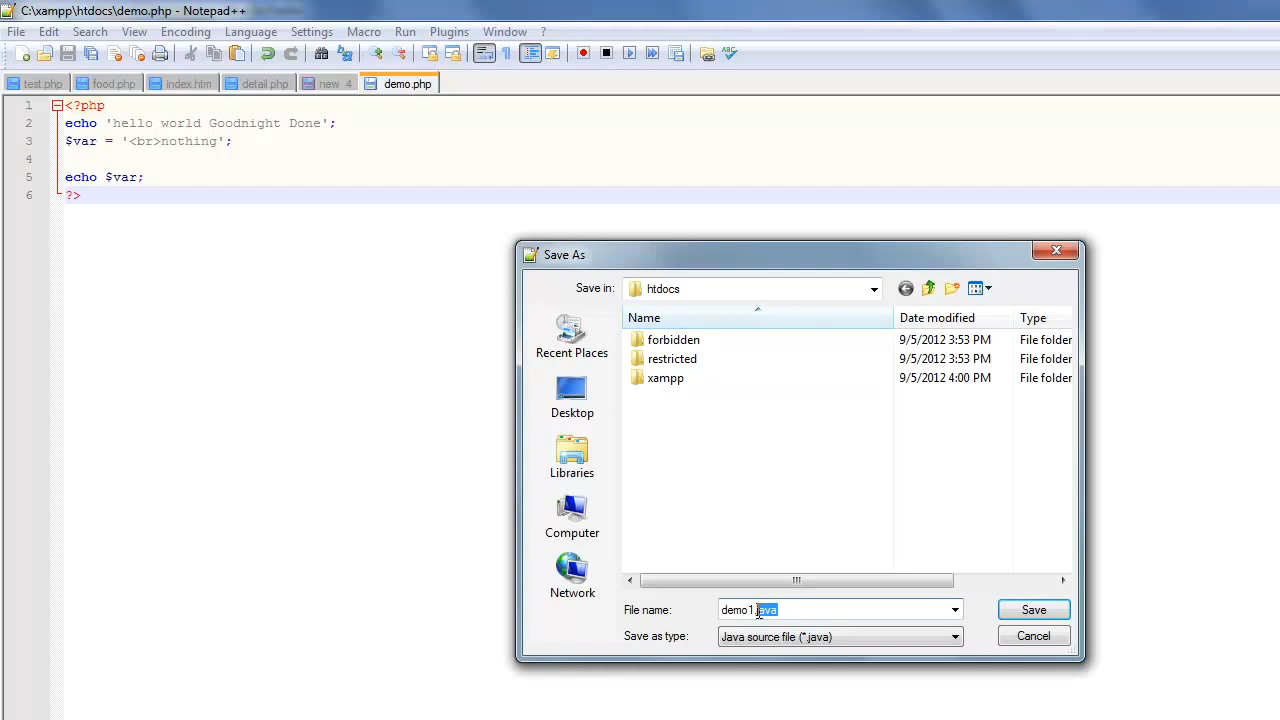 C:\xampp\htdocs\demo.php - Notepad++
File Edit Search View Encoding Language Settings Macro Run Plugins Window ?
test.php food.php index.htm detail.php new 4 demo.php
1 <?php
2 echo 'hello world Goodnight Done';
3 $var = '<br>nothing';
4
5 echo $var;
6 ?>
Save As
Save in: htdocs
Name Date modified Type
forbidden 9/5/2012 3:53 PM File folder
restricted 9/5/2012 3:53 PM File folder
xampp 9/5/2012 4:00 PM File folder
Recent Places
Desktop
Libraries
Computer
Network
File name: demo1.java Save
Save as type: Java source file (*.java) Cancel